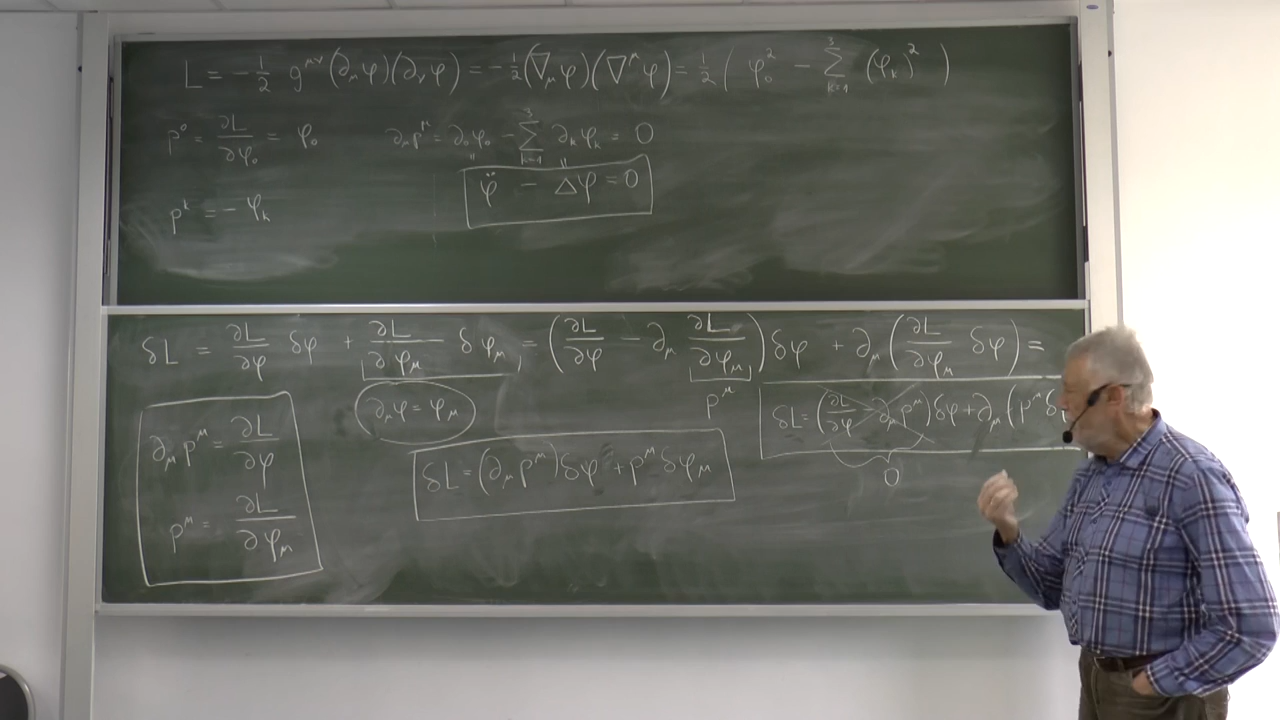 L = -½ g^{μν} (∂_μ φ)(∂_ν φ) = -½ (∇_μ φ)(∇^μ φ) = ½ ( φ_0² - Σ_{k=1}^{3} (φ_k)² )
p⁰ = ∂L/∂φ_0 = φ_0   ∂_μ p^μ = ∂_0 φ_0 - Σ_{k=1}^{3} ∂_k φ_k = 0
" "
φ̈ - Δφ = 0
p^k = - φ_k
δL = ∂L/∂φ δφ + ∂L/∂φ_μ δφ_μ = (∂L/∂φ - ∂_μ ∂L/∂φ_μ) δφ + ∂_μ (∂L/∂φ_μ δφ) =
p^μ
∂_μ φ = φ_μ
δL = (∂L/∂φ - ∂_μ p^μ) δφ + ∂_μ (p^μ δ
0
∂_μ p^μ = ∂L/∂φ
δL = (∂_μ p^μ) δφ + p^μ δφ_μ
p^μ = ∂L/∂φ_μ